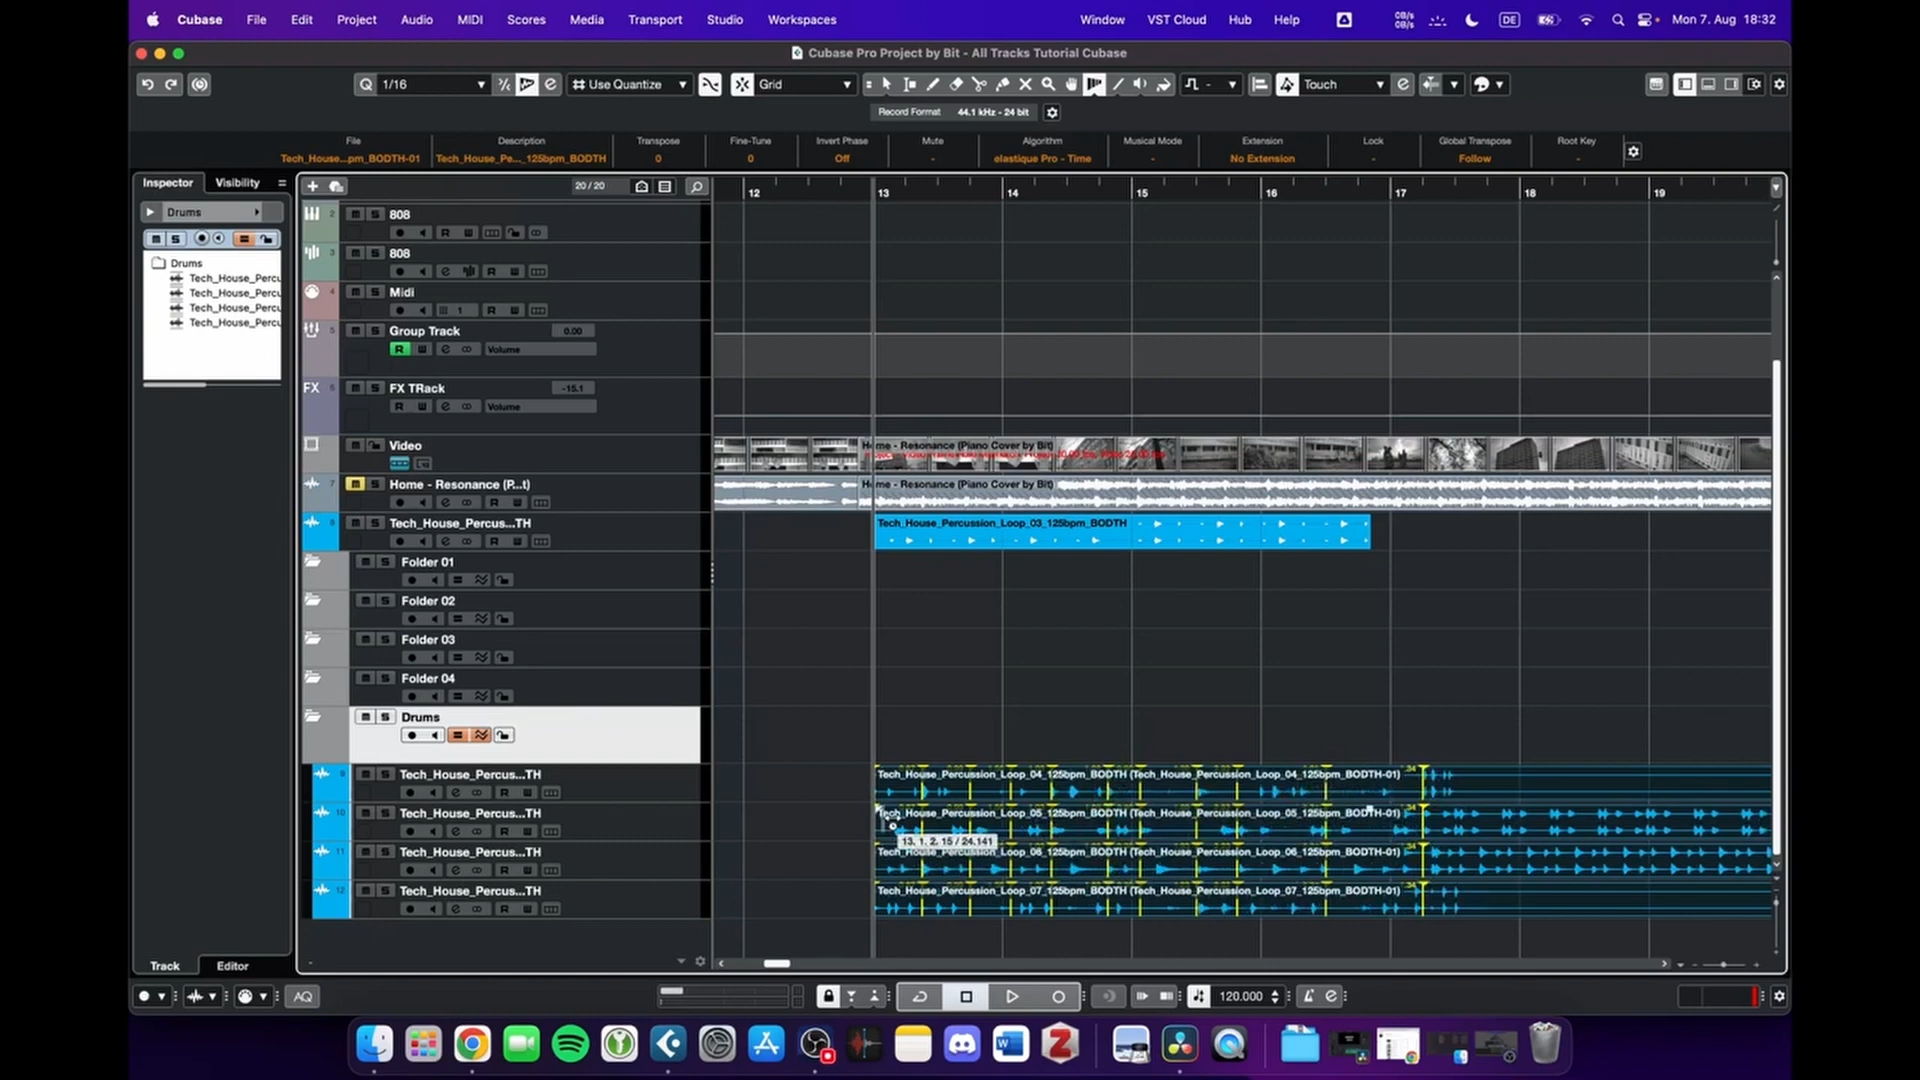 Cubase File Edit Project Audio MIDI Scores Media Transport Studio Workspaces Window VST Cloud Hub Help DE Mon 7. Aug 18:32
Cubase Pro Project by Bit - All Tracks Tutorial Cubase
Q 1/16 Use Quantize Grid Touch
Record Format 44.1 kHz - 24 bit
File Description Transpose Fine-Tune Invert Phase Mute Algorithm Musical Mode Extension Lock Global Transpose Root Key
Tech_House...pm_BODTH-01 Tech_House_Pe..._125bpm_BODTH 0 0 Off - elastique Pro - Time - No Extension - Follow -
Inspector Visibility 20 / 20 12 13 14 15 16 17 18 19
Drums
Drums
Tech_House_Percu
Tech_House_Percu
Tech_House_Percu
Tech_House_Percu
2 m S 808
R W
3 m S 808
e R W
4 m S Midi
1 R W
5 m S Group Track 0.00
R W e Volume
FX 6 m S FX TRack -15.1
R W e Volume
m Video Home - Resonance (Piano Cover by Bit)
7 m S Home - Resonance (P...t) Home - Resonance (Piano Cover by Bit)
e R W
8 m S Tech_House_Percus...TH Tech_House_Percussion_Loop_03_125bpm_BODTH
e R W
m S Folder 01
m S Folder 02
m S Folder 03
m S Folder 04
m S Drums
9 m S Tech_House_Percus...TH Tech_House_Percussion_Loop_04_125bpm_BODTH (Tech_House_Percussion_Loop_04_125bpm_BODTH-01) .34
e R W
10 m S Tech_House_Percus...TH Tech_House_Percussion_Loop_05_125bpm_BODTH (Tech_House_Percussion_Loop_05_125bpm_BODTH-01) .34
e R W
13. 1. 2. 15 / 24.141
11 m S Tech_House_Percus...TH Tech_House_Percussion_Loop_06_125bpm_BODTH (Tech_House_Percussion_Loop_06_125bpm_BODTH-01) .34
e R W
12 m S Tech_House_Percus...TH Tech_House_Percussion_Loop_07_125bpm_BODTH (Tech_House_Percussion_Loop_07_125bpm_BODTH-01) .34
e R W
Track Editor
AQ 120.000
W Z